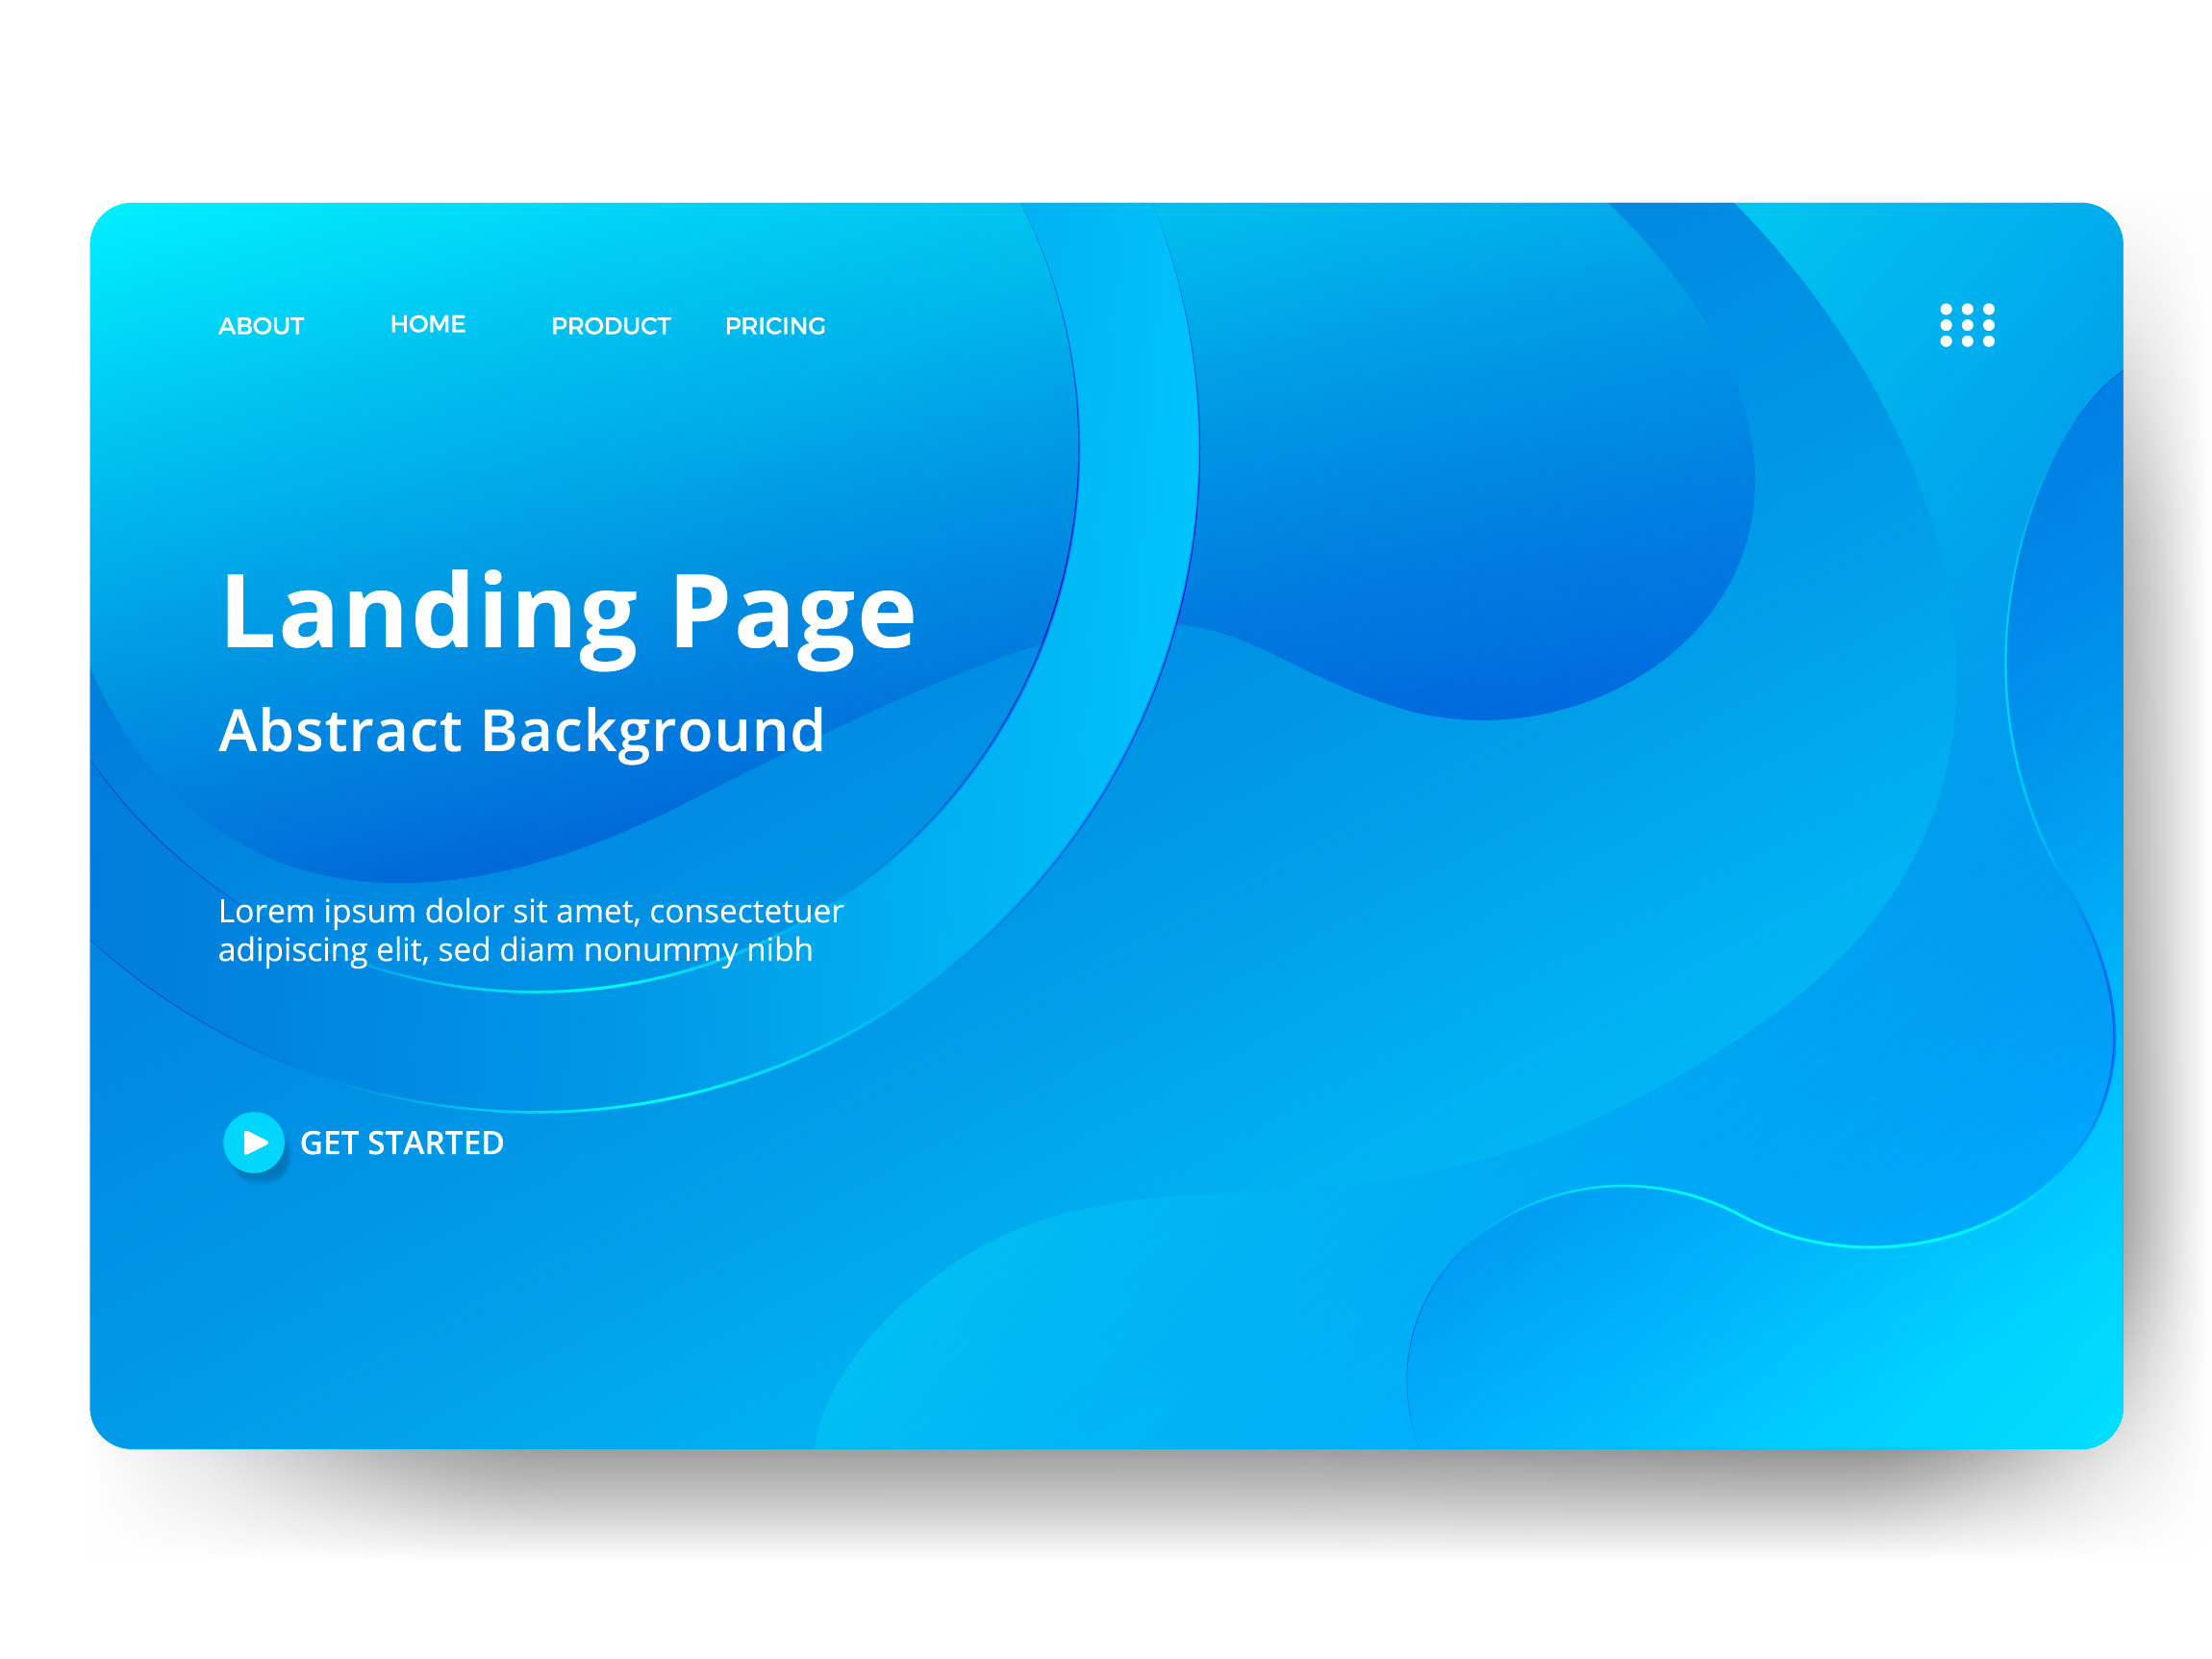 ABOUT HOME PRODUCT PRICING
Landing Page
Abstract Background
Lorem ipsum dolor sit amet, consectetuer
adipiscing elit, sed diam nonummy nibh
GET STARTED